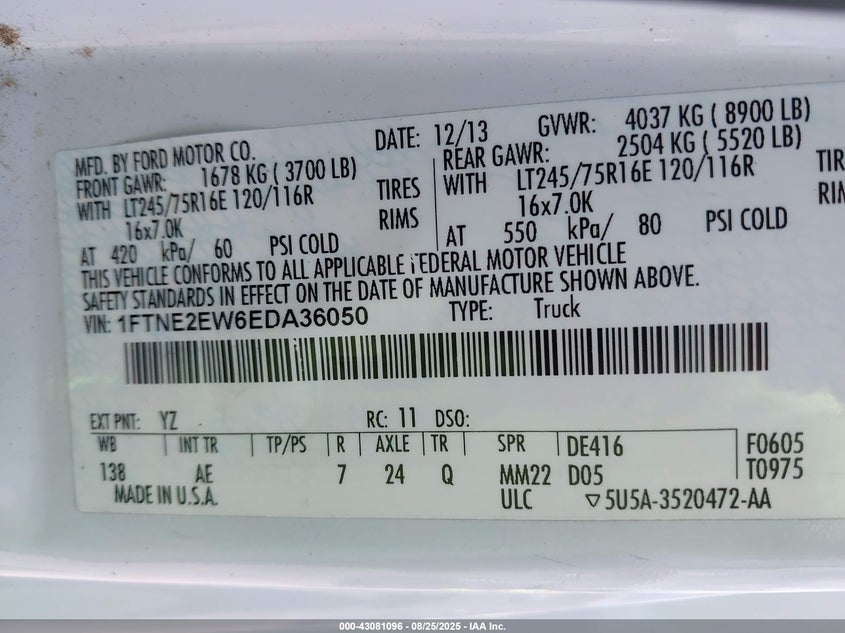 MFD. BY FORD MOTOR CO. DATE: 12/13 GVWR: 4037 KG ( 8900 LB)
FRONT GAWR: 1678 KG ( 3700 LB) REAR GAWR: 2504 KG ( 5520 LB)
WITH LT245/75R16E 120/116R TIRES WITH LT245/75R16E 120/116R TIR
16x7.0K RIMS 16x7.0K RIM
AT 420 kPa/ 60 PSI COLD AT 550 kPa/ 80 PSI COLD
THIS VEHICLE CONFORMS TO ALL APPLICABLE FEDERAL MOTOR VEHICLE
SAFETY STANDARDS IN EFFECT ON THE DATE OF MANUFACTURE SHOWN ABOVE.
VIN: 1FTNE2EW6EDA36050 TYPE: Truck
EXT PNT: YZ RC: 11 DSO:
WB INT TR TP/PS R AXLE TR SPR DE416 F0605
138 AE 7 24 Q MM22 D05 T0975
MADE IN U.S.A. ULC ▽5U5A-3520472-AA
000-43081096 - 08/25/2025 - IAA Inc.